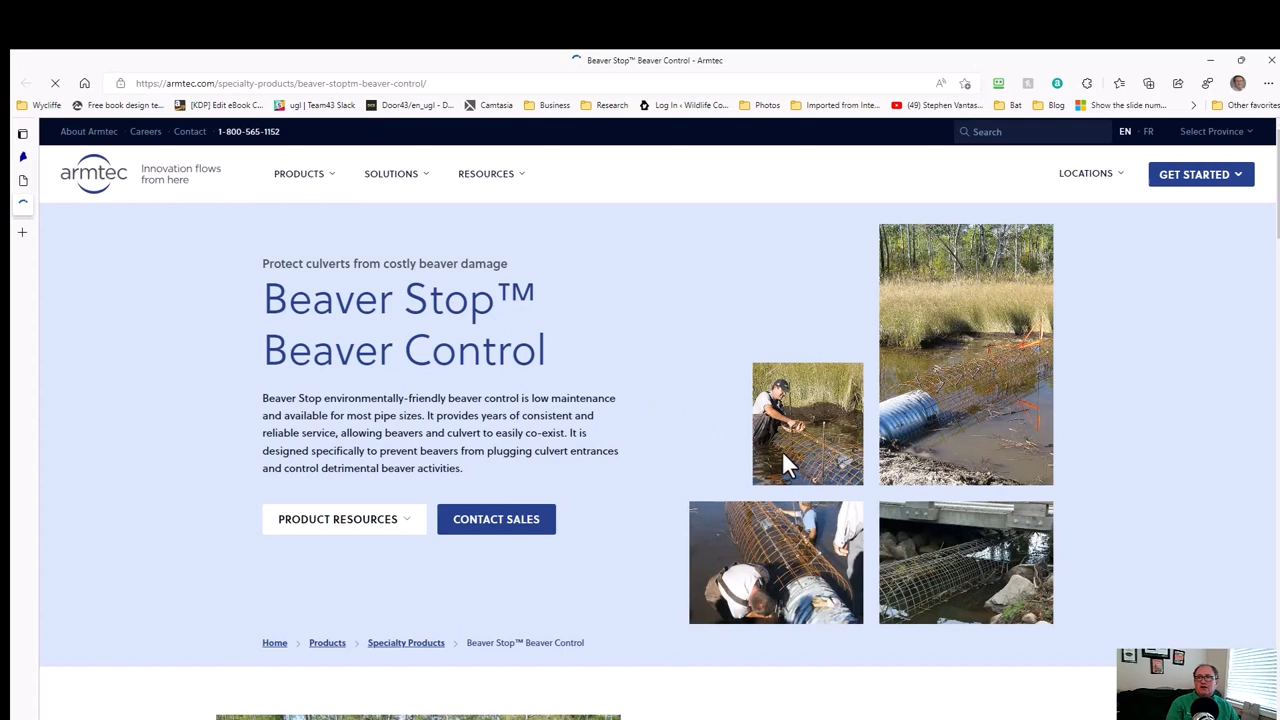 Beaver Stop™ Beaver Control - Armtec
https://armtec.com/specialty-products/beaver-stoptm-beaver-control/
Wycliffe
Free book design te...
[KDP] Edit eBook C...
ugl | Team43 Slack
Door43/en_ugl - D...
Camtasia
Business
Research
Log In ‹ Wildlife Co...
Photos
Imported from Inte...
(49) Stephen Vantas...
Bat
Blog
Show the slide num...
Other favorites
About Armtec
Careers
Contact
1-800-565-1152
Search
EN
FR
Select Province
armtec
Innovation flows
from here
PRODUCTS
SOLUTIONS
RESOURCES
LOCATIONS
GET STARTED
Protect culverts from costly beaver damage
Beaver Stop™
Beaver Control
Beaver Stop environmentally-friendly beaver control is low maintenance
and available for most pipe sizes. It provides years of consistent and
reliable service, allowing beavers and culvert to easily co-exist. It is
designed specifically to prevent beavers from plugging culvert entrances
and control detrimental beaver activities.
PRODUCT RESOURCES
CONTACT SALES
Home
Products
Specialty Products
Beaver Stop™ Beaver Control